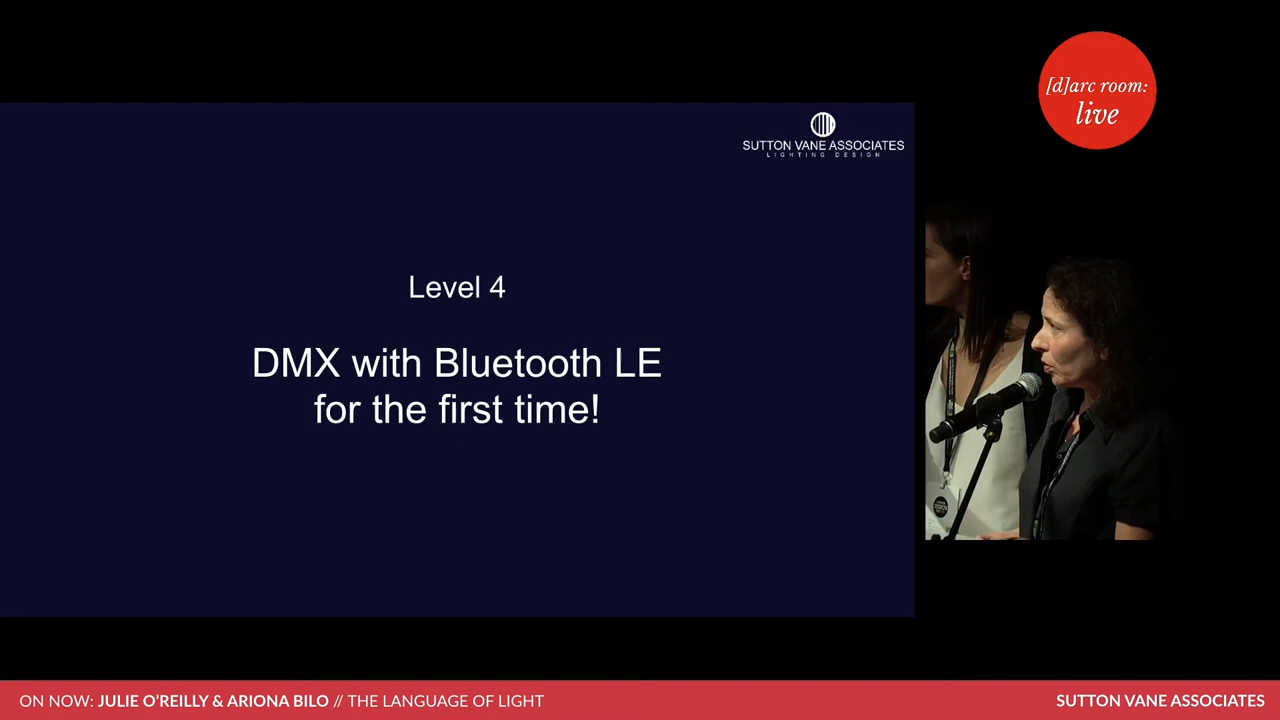 [d]arc room:
live
SUTTON VANE ASSOCIATES
LIGHTING DESIGN
Level 4
DMX with Bluetooth LE
for the first time!
ON NOW: JULIE O'REILLY & ARIONA BILO // THE LANGUAGE OF LIGHT
SUTTON VANE ASSOCIATES